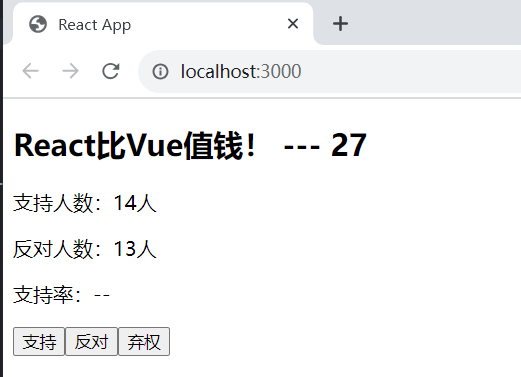 React App
localhost:3000
React比Vue值钱！ --- 27
支持人数：14人
反对人数：13人
支持率：--
支持 反对 弃权